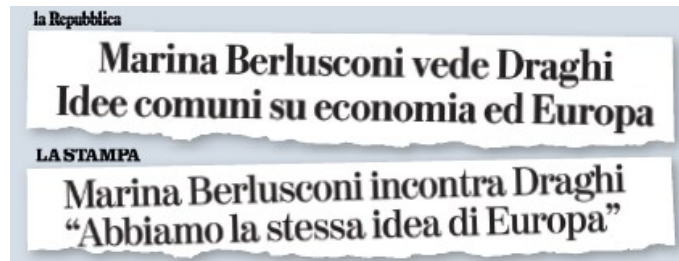 la Repubblica
Marina Berlusconi vede Draghi
Idee comuni su economia ed Europa
LA STAMPA
Marina Berlusconi incontra Draghi
“Abbiamo la stessa idea di Europa”